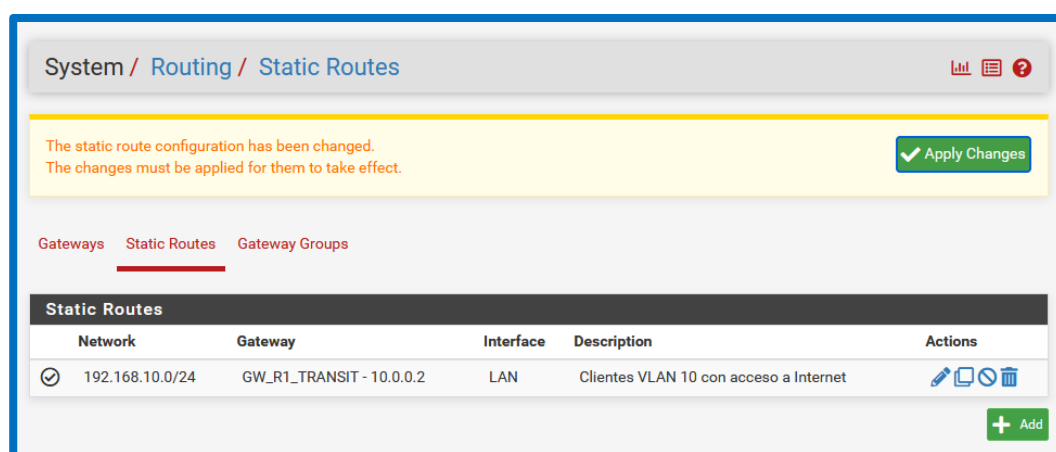 System / Routing / Static Routes
The static route configuration has been changed.
The changes must be applied for them to take effect.
Apply Changes
Gateways Static Routes Gateway Groups
Static Routes
Network Gateway Interface Description Actions
192.168.10.0/24 GW_R1_TRANSIT - 10.0.0.2 LAN Clientes VLAN 10 con acceso a Internet
Add